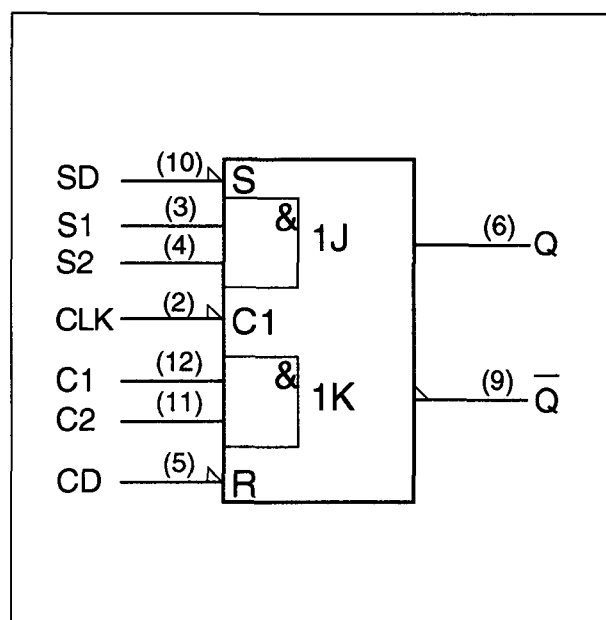 SD (10) S
S1 (3) & 1J (6) Q
S2 (4)
CLK (2) C1
C1 (12) & 1K (9) Q̅
C2 (11)
CD (5) R